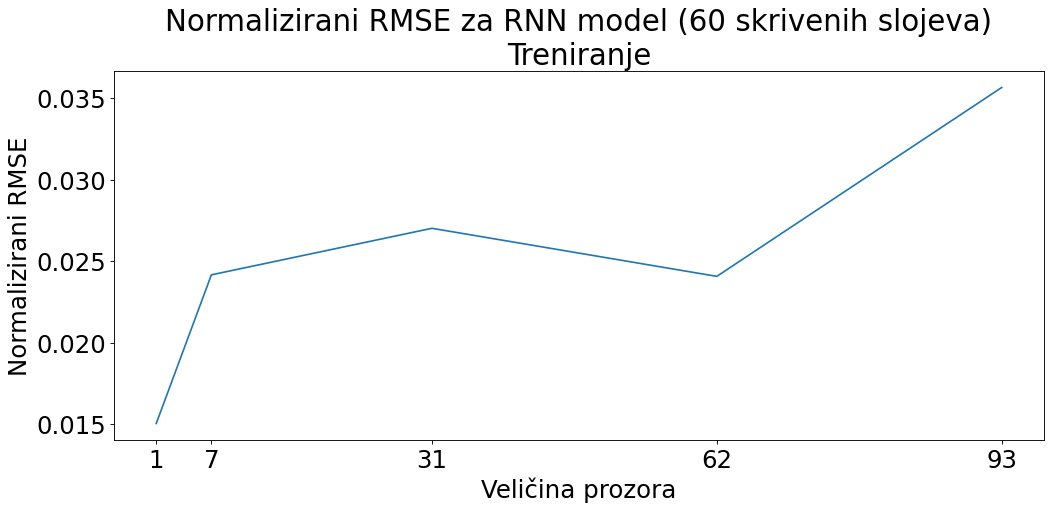 Normalizirani RMSE za RNN model (60 skrivenih slojeva)
Treniranje
Normalizirani RMSE
0.035
0.030
0.025
0.020
0.015
1 7 31 62 93
Veličina prozora